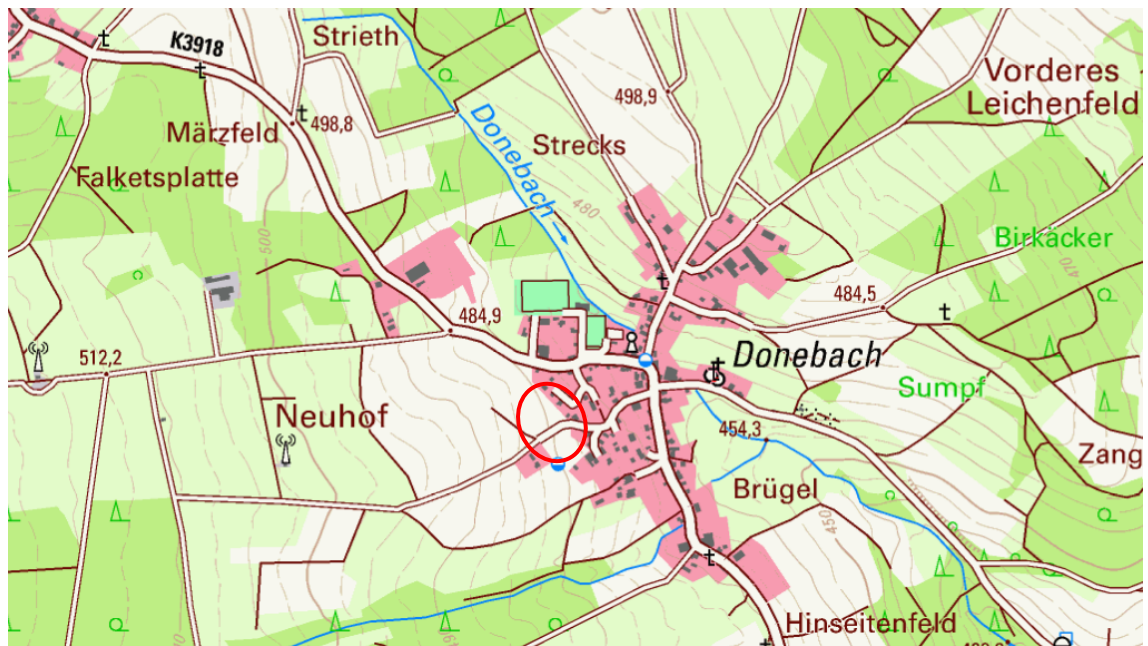 Strieth
K3918
Vorderes
Leichenfeld
498,9
Donebach
Märzfeld
498,8
Strecks
Falketsplatte
480
500
Birkäcker
470
484,5
484,9
512,2
Donebach
Sumpf
Neuhof
454,3
Zang
Brügel
450
Hinseitenfeld